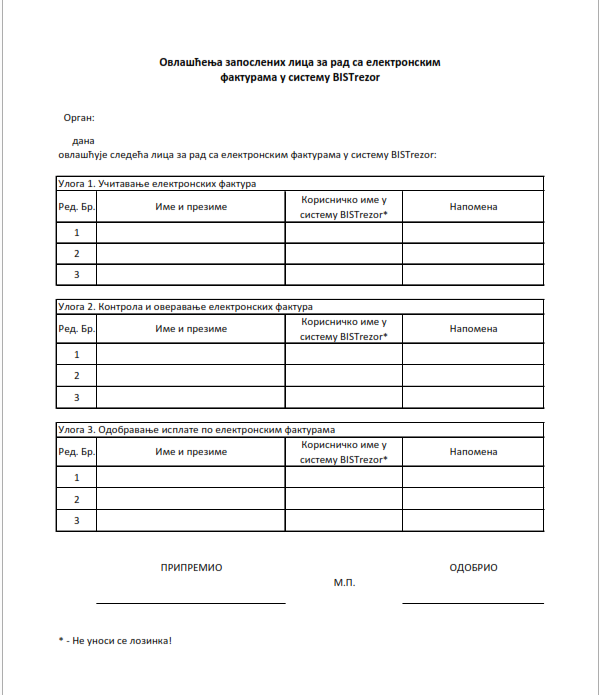 Овлашћења запослених лица за рад са електронским
фактурама у систему BISTrezor
Орган:
дана
овлашћује следећа лица за рад са електронским фактурама у систему BISTrezor:
Улога 1. Учитавање електронских фактура
Ред. Бр. Име и презиме Корисничко име у систему BISTrezor* Напомена
1
2
3
Улога 2. Контрола и оверавање електронских фактура
Ред. Бр. Име и презиме Корисничко име у систему BISTrezor* Напомена
1
2
3
Улога 3. Одобравање исплате по електронским фактурама
Ред. Бр. Име и презиме Корисничко име у систему BISTrezor* Напомена
1
2
3
ПРИПРЕМИО ОДОБРИО
М.П.
* - Не уноси се лозинка!